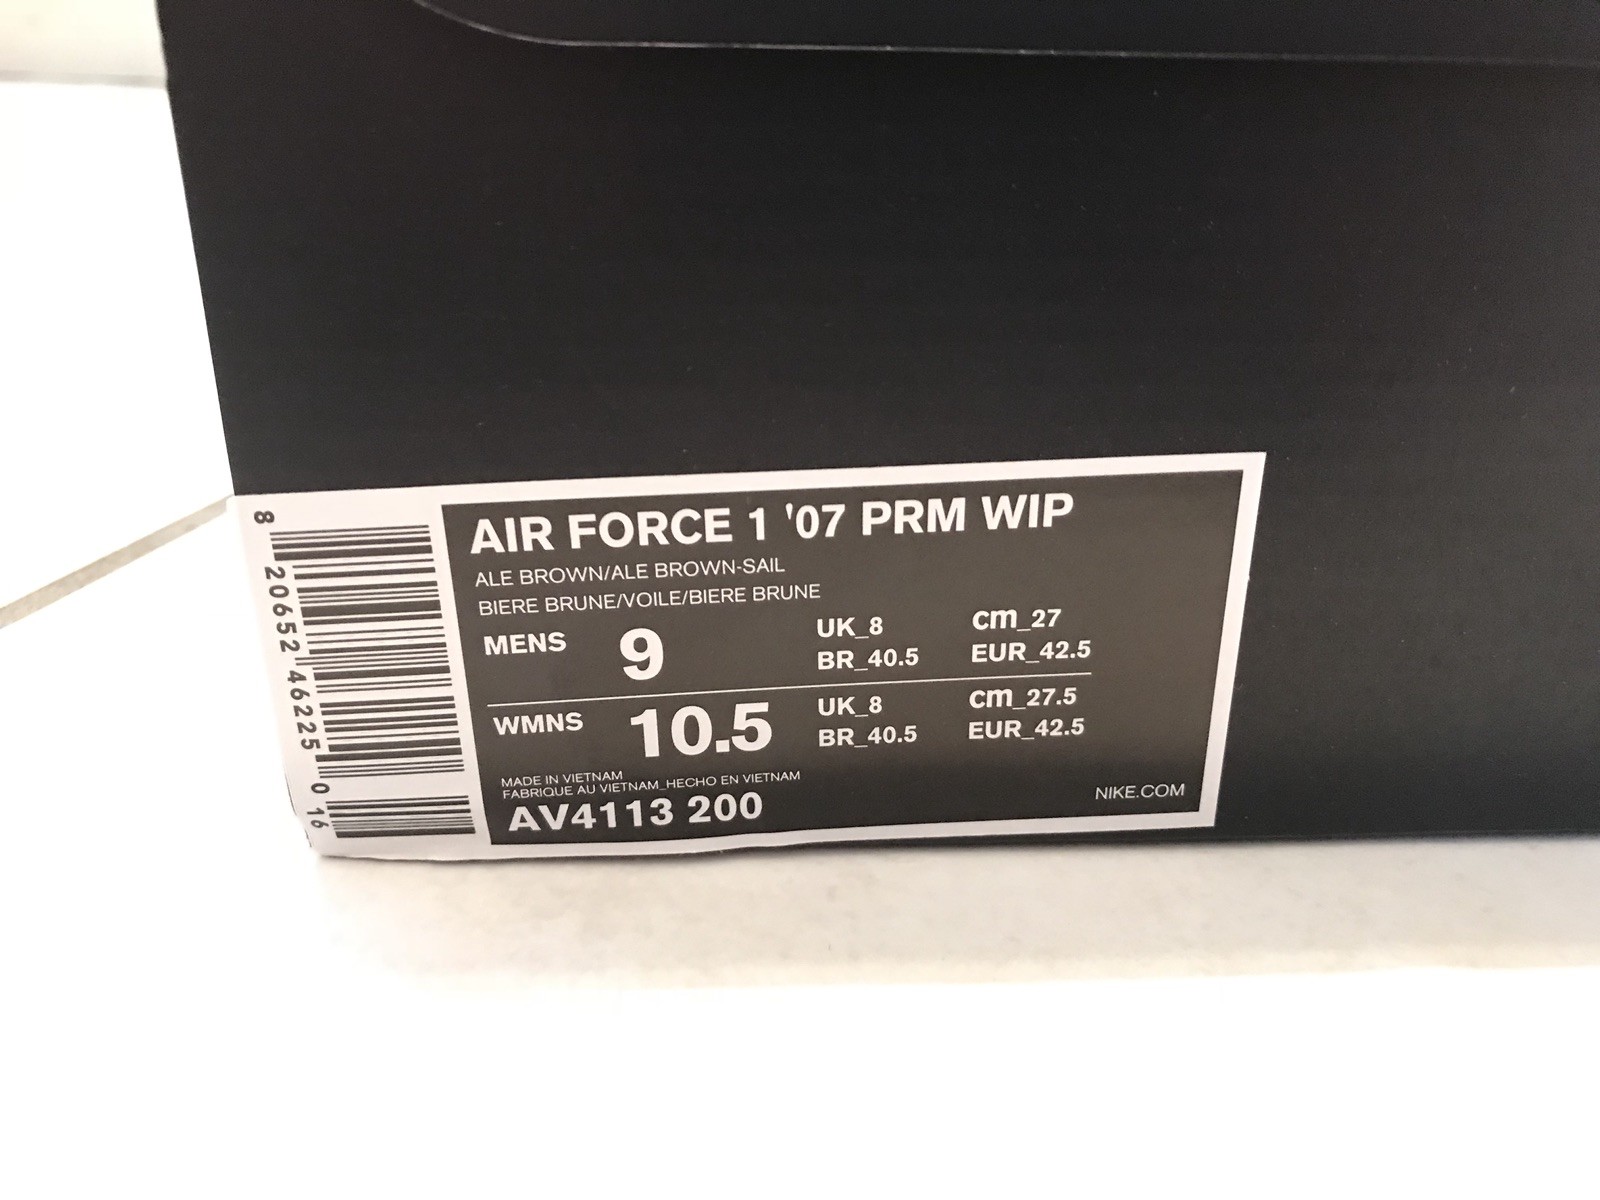 AIR FORCE 1 '07 PRM WIP
ALE BROWN/ALE BROWN-SAIL
BIERE BRUNE/VOILE/BIERE BRUNE
MENS 9 UK_8 cm_27
BR_40.5 EUR_42.5
WMNS 10.5 UK_8 cm_27.5
BR_40.5 EUR_42.5
MADE IN VIETNAM
FABRIQUE AU VIETNAM_HECHO EN VIETNAM
AV4113 200
NIKE.COM
8 20652 46225 0 16